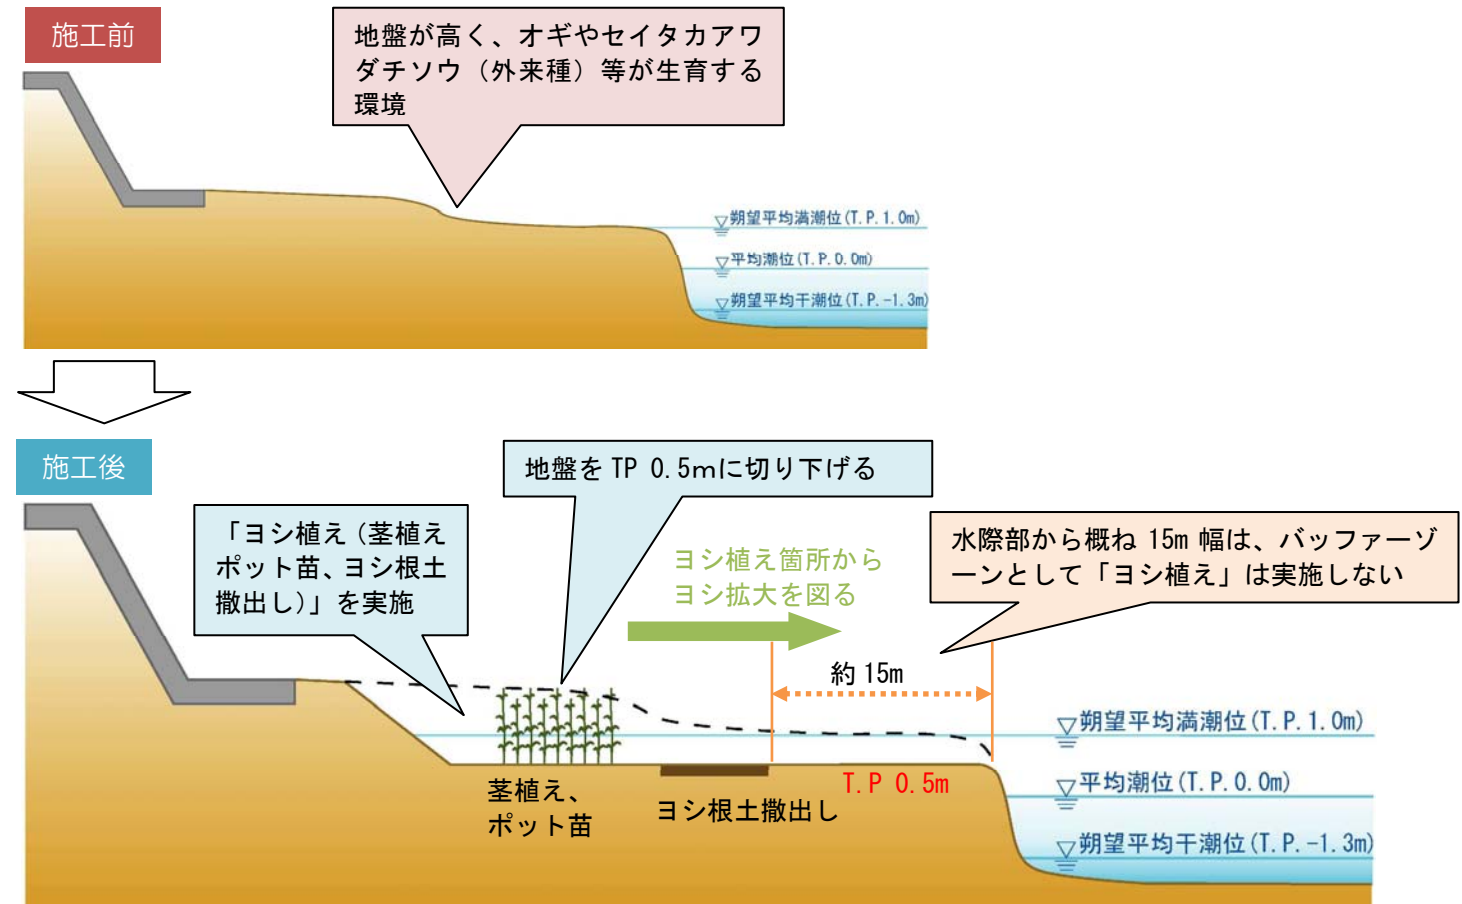 施工前
地盤が高く、オギやセイタカアワ
ダチソウ（外来種）等が生育する
環境
▽朔望平均満潮位(T.P.1.0m)
▽平均潮位(T.P.0.0m)
▽朔望平均干潮位(T.P.-1.3m)
施工後
地盤を TP 0.5mに切り下げる
「ヨシ植え（茎植え
ポット苗、ヨシ根土
撒出し）」を実施
ヨシ植え箇所から
ヨシ拡大を図る
水際部から概ね 15m 幅は、バッファーゾ
ーンとして「ヨシ植え」は実施しない
約 15m
▽朔望平均満潮位(T.P.1.0m)
T.P 0.5m
▽平均潮位(T.P.0.0m)
茎植え、
ポット苗
ヨシ根土撒出し
▽朔望平均干潮位(T.P.-1.3m)